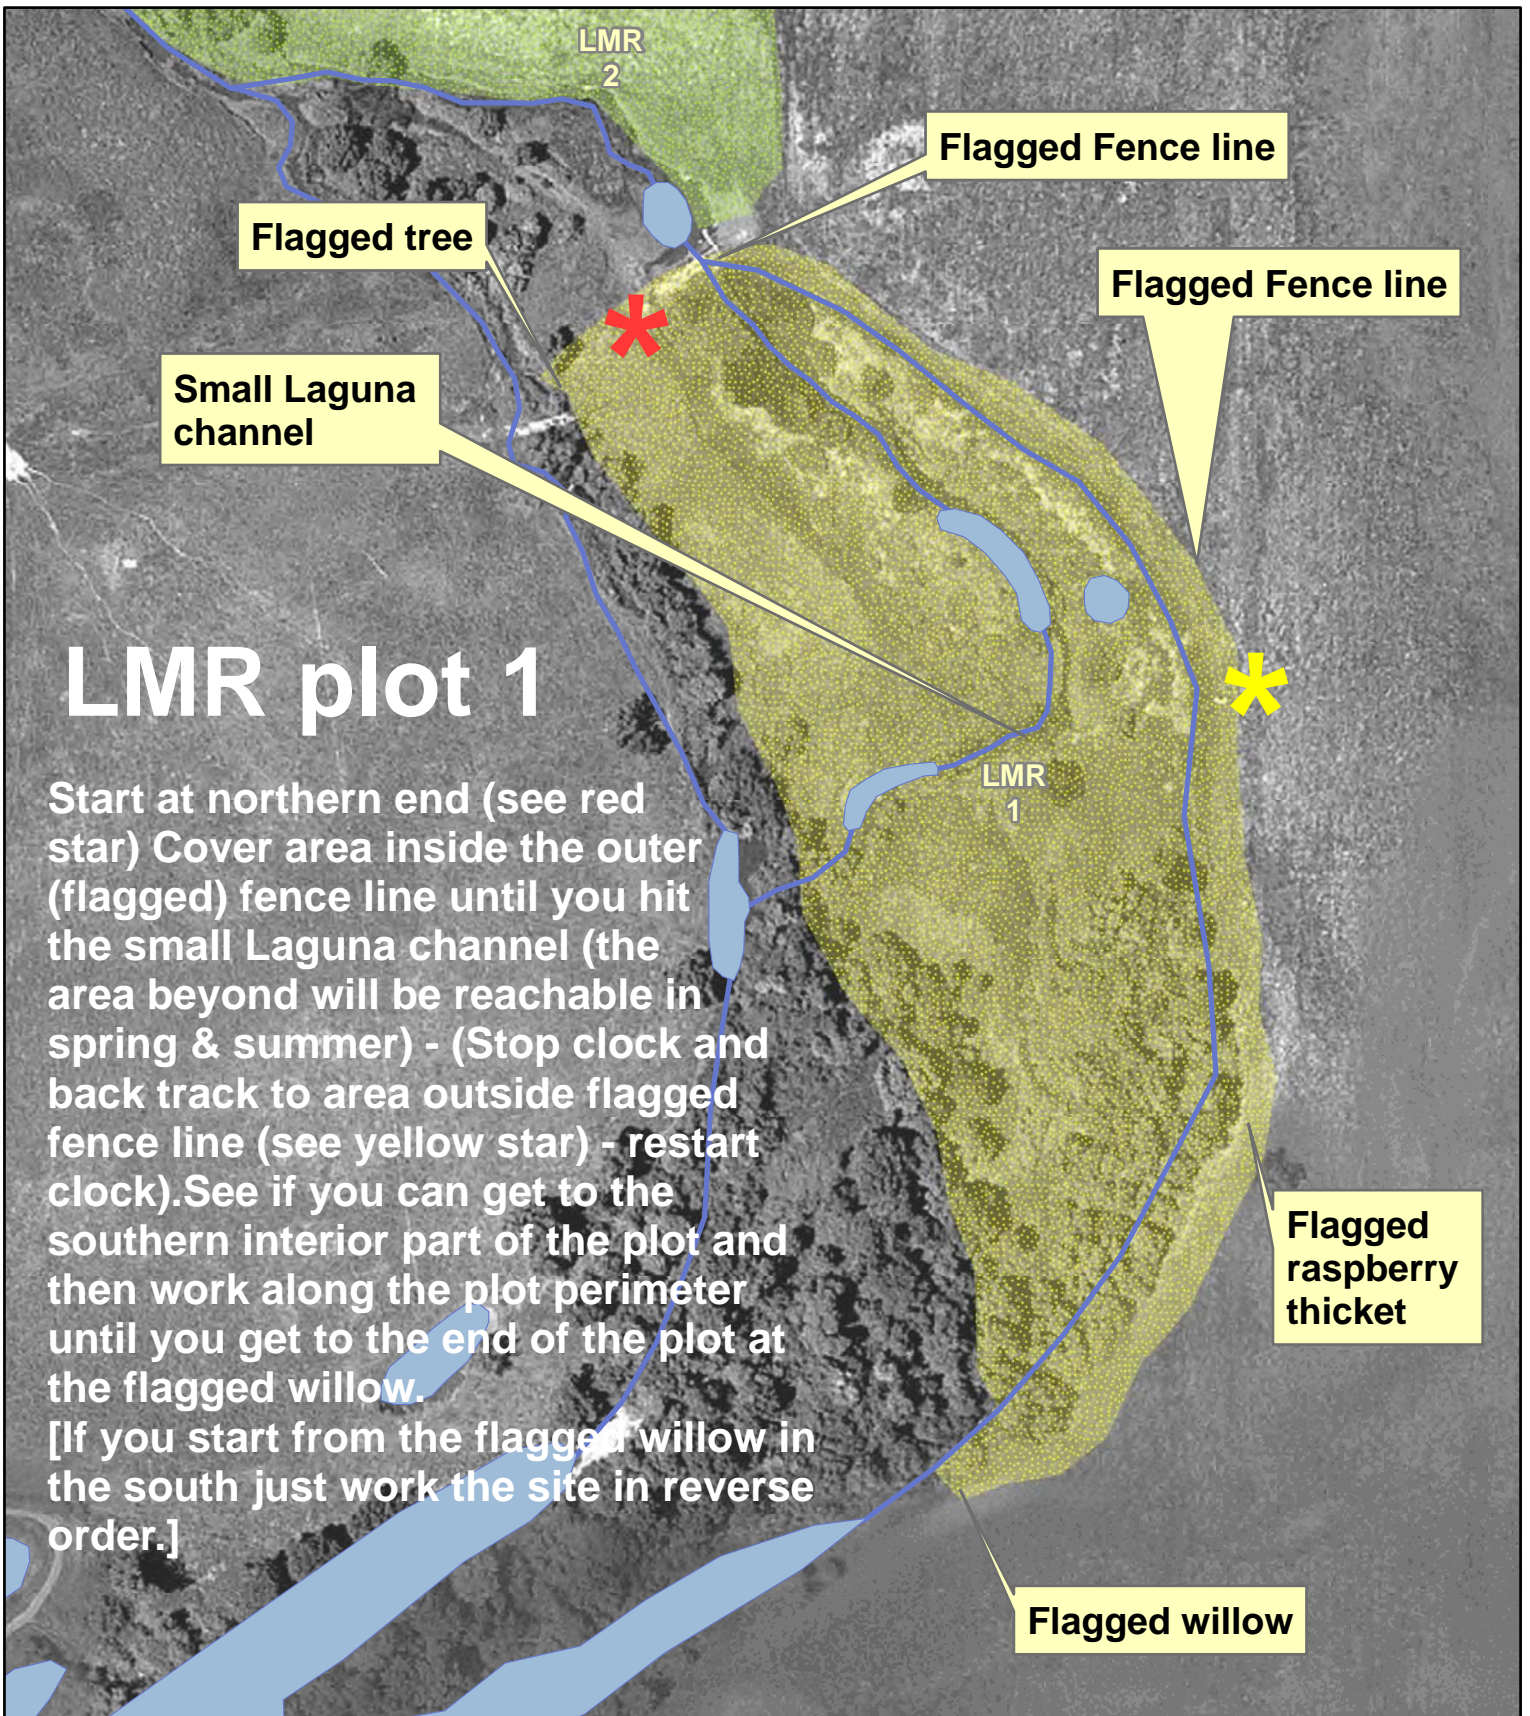 LMR
2
Flagged Fence line
Flagged tree
Flagged Fence line
Small Laguna
channel
LMR plot 1
LMR
1
Start at northern end (see red
star) Cover area inside the outer
(flagged) fence line until you hit
the small Laguna channel (the
area beyond will be reachable in
spring & summer) - (Stop clock and
back track to area outside flagged
fence line (see yellow star) - restart
clock).See if you can get to the
southern interior part of the plot and
then work along the plot perimeter
until you get to the end of the plot at
the flagged willow.
[If you start from the flagged willow in
the south just work the site in reverse
order.]
Flagged
raspberry
thicket
Flagged willow